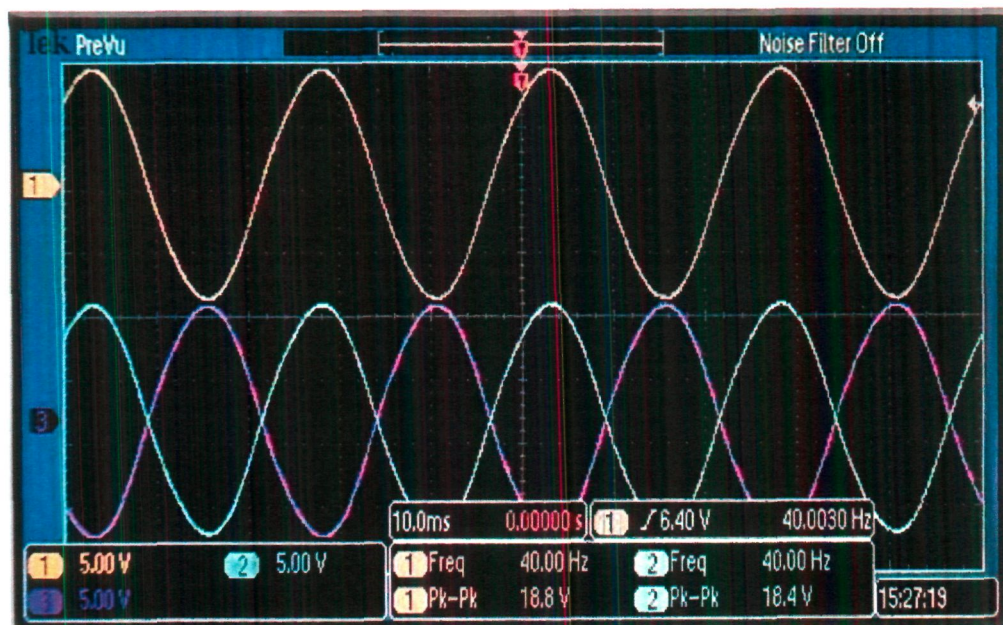 Tek PreVu
Noise Filter Off
1
3
10.0ms 0.00000 s
1 ∫ 6.40 V 40.0030 Hz
1 5.00 V 2 5.00 V
3 5.00 V
1 Freq 40.00 Hz 2 Freq 40.00 Hz
1 Pk–Pk 18.8 V 2 Pk–Pk 18.4 V
15:27:19